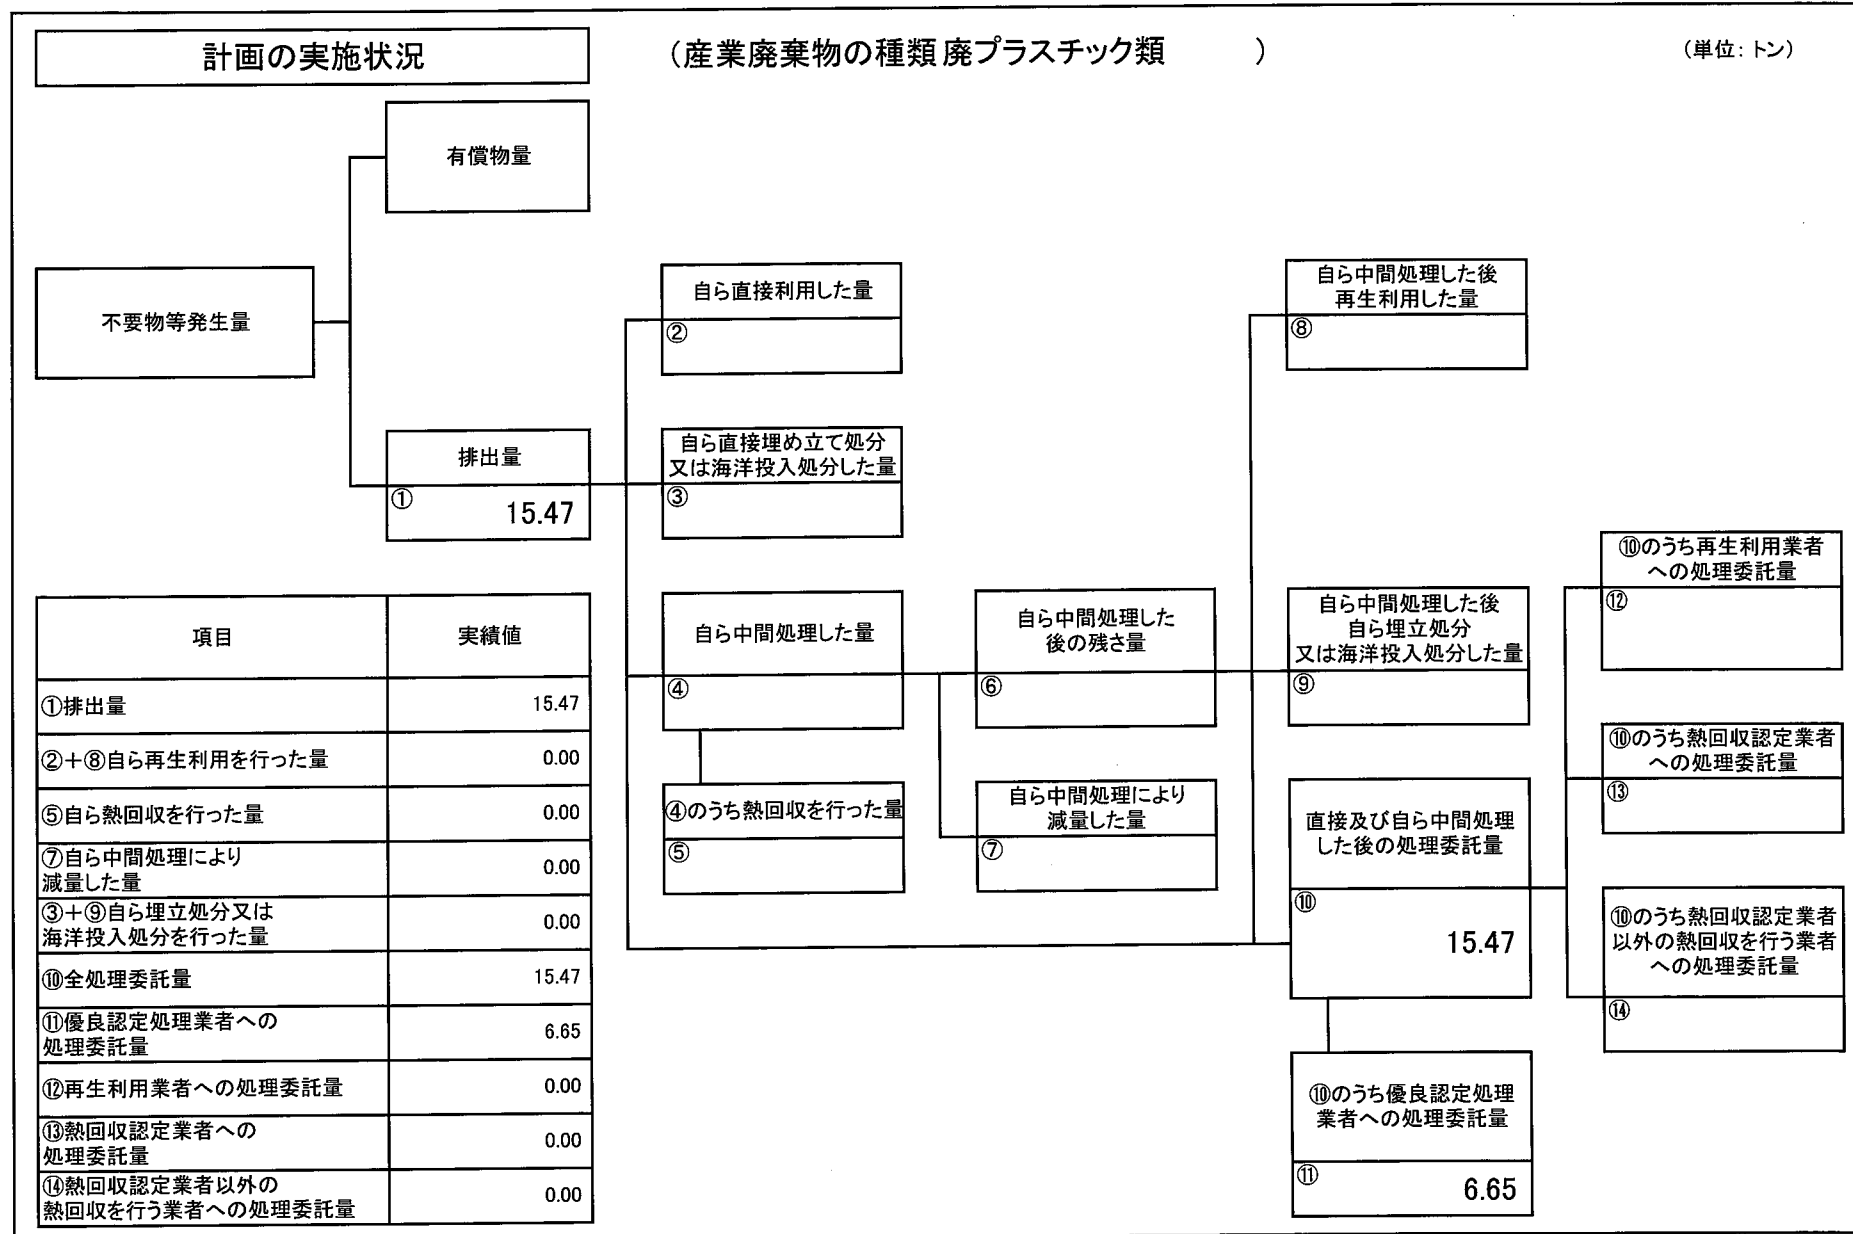 計画の実施状況
（産業廃棄物の種類 廃プラスチック類　　　）
（単位：トン）
有償物量
不要物等発生量
排出量
①
15.47
自ら直接利用した量
②
自ら直接埋め立て処分
又は海洋投入処分した量
③
自ら中間処理した量
④
④のうち熱回収を行った量
⑤
自ら中間処理した
後の残さ量
⑥
自ら中間処理により
減量した量
⑦
自ら中間処理した後
再生利用した量
⑧
自ら中間処理した後
自ら埋立処分
又は海洋投入処分した量
⑨
直接及び自ら中間処理
した後の処理委託量
⑩
15.47
⑩のうち優良認定処理
業者への処理委託量
⑪
6.65
⑩のうち再生利用業者
への処理委託量
⑫
⑩のうち熱回収認定業者
への処理委託量
⑬
⑩のうち熱回収認定業者
以外の熱回収を行う業者
への処理委託量
⑭
項目 実績値
①排出量 15.47
②＋⑧自ら再生利用を行った量 0.00
⑤自ら熱回収を行った量 0.00
⑦自ら中間処理により
減量した量 0.00
③＋⑨自ら埋立処分又は
海洋投入処分を行った量 0.00
⑩全処理委託量 15.47
⑪優良認定処理業者への
処理委託量 6.65
⑫再生利用業者への処理委託量 0.00
⑬熱回収認定業者への
処理委託量 0.00
⑭熱回収認定業者以外の
熱回収を行う業者への処理委託量 0.00